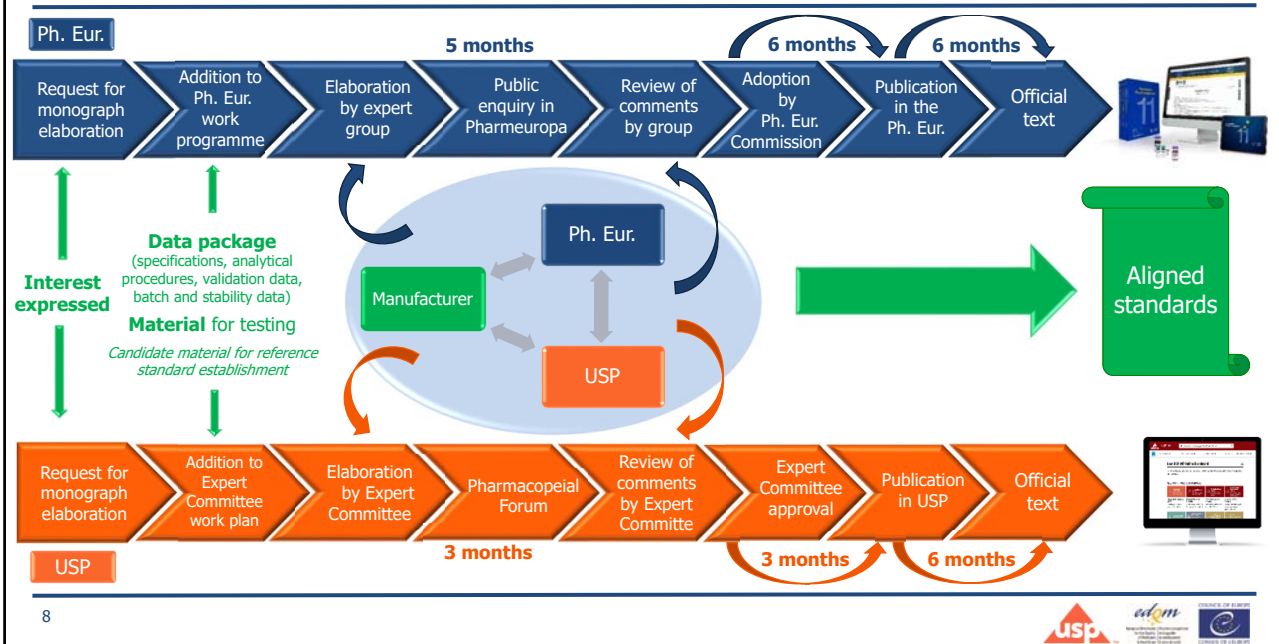 Ph. Eur.
5 months
6 months
6 months
Request for
monograph
elaboration
Addition to
Ph. Eur.
work
programme
Elaboration
by expert
group
Public
enquiry in
Pharmeuropa
Review of
comments
by group
Adoption
by
Ph. Eur.
Commission
Publication
in the
Ph. Eur.
Official
text
11
11
Interest
expressed
Data package
(specifications, analytical
procedures, validation data,
batch and stability data)
Material for testing
Candidate material for reference
standard establishment
Manufacturer
Ph. Eur.
USP
Aligned
standards
Request for
monograph
elaboration
Addition to
Expert
Committee
work plan
Elaboration
by Expert
Committee
Pharmacopeial
Forum
Review of
comments
by Expert
Committe
Expert
Committee
approval
Publication
in USP
Official
text
3 months
3 months
6 months
USP
8
usp
edqm
COUNCIL OF EUROPE
CONSEIL DE L'EUROPE